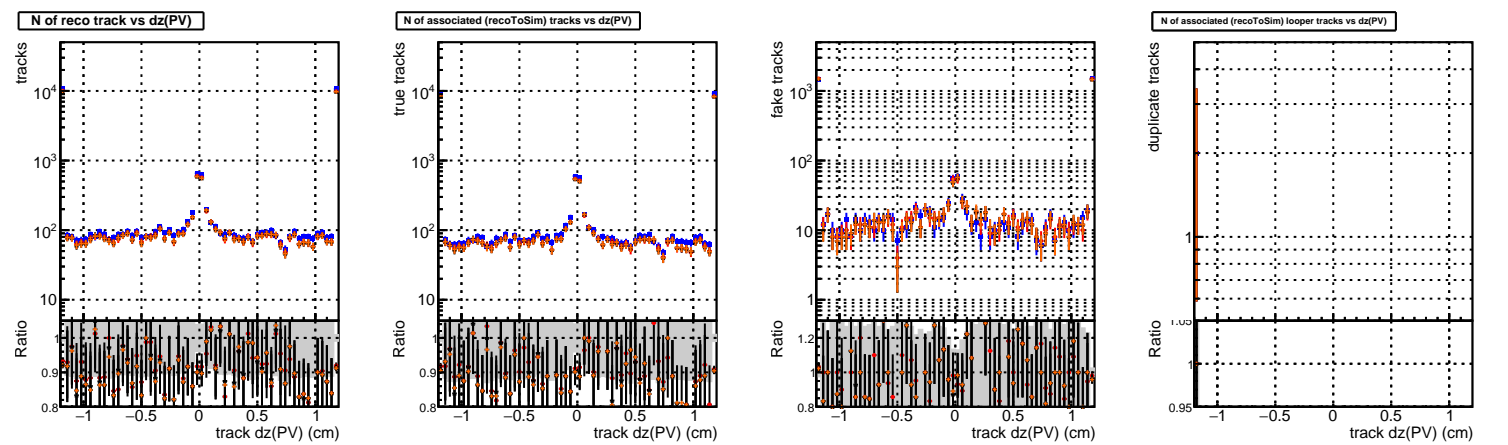 N of reco track vs dz(PV)
tracks
10⁴
10³
10²
10
Ratio
1
0.9
0.8
−1 −0.5 0 0.5 1
track dz(PV) (cm)
N of associated (recoToSim) tracks vs dz(PV)
true tracks
10⁴
10³
10²
10
Ratio
1
0.9
0.8
−1 −0.5 0 0.5 1
track dz(PV) (cm)
fake tracks
10³
10²
10
1
Ratio
1.2
1
0.8
−1 −0.5 0 0.5 1
track dz(PV) (cm)
N of associated (recoToSim) looper tracks vs dz(PV)
duplicate tracks
1
Ratio
1.05
1
0.95
−1 −0.5 0 0.5 1
track dz(PV) (cm)